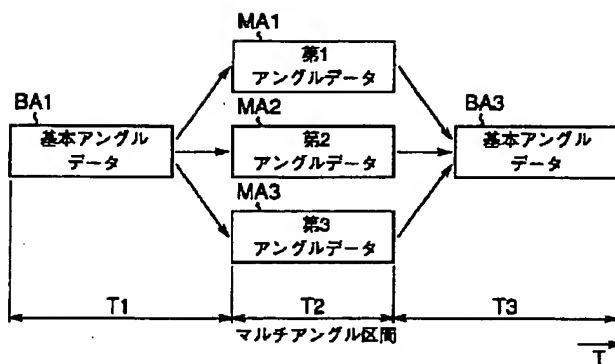 MA1
第1
アングルデータ
BA1
基本アングル
データ
MA2
第2
アングルデータ
BA3
基本アングル
データ
MA3
第3
アングルデータ
T1
T2
T3
マルチアングル区間
T